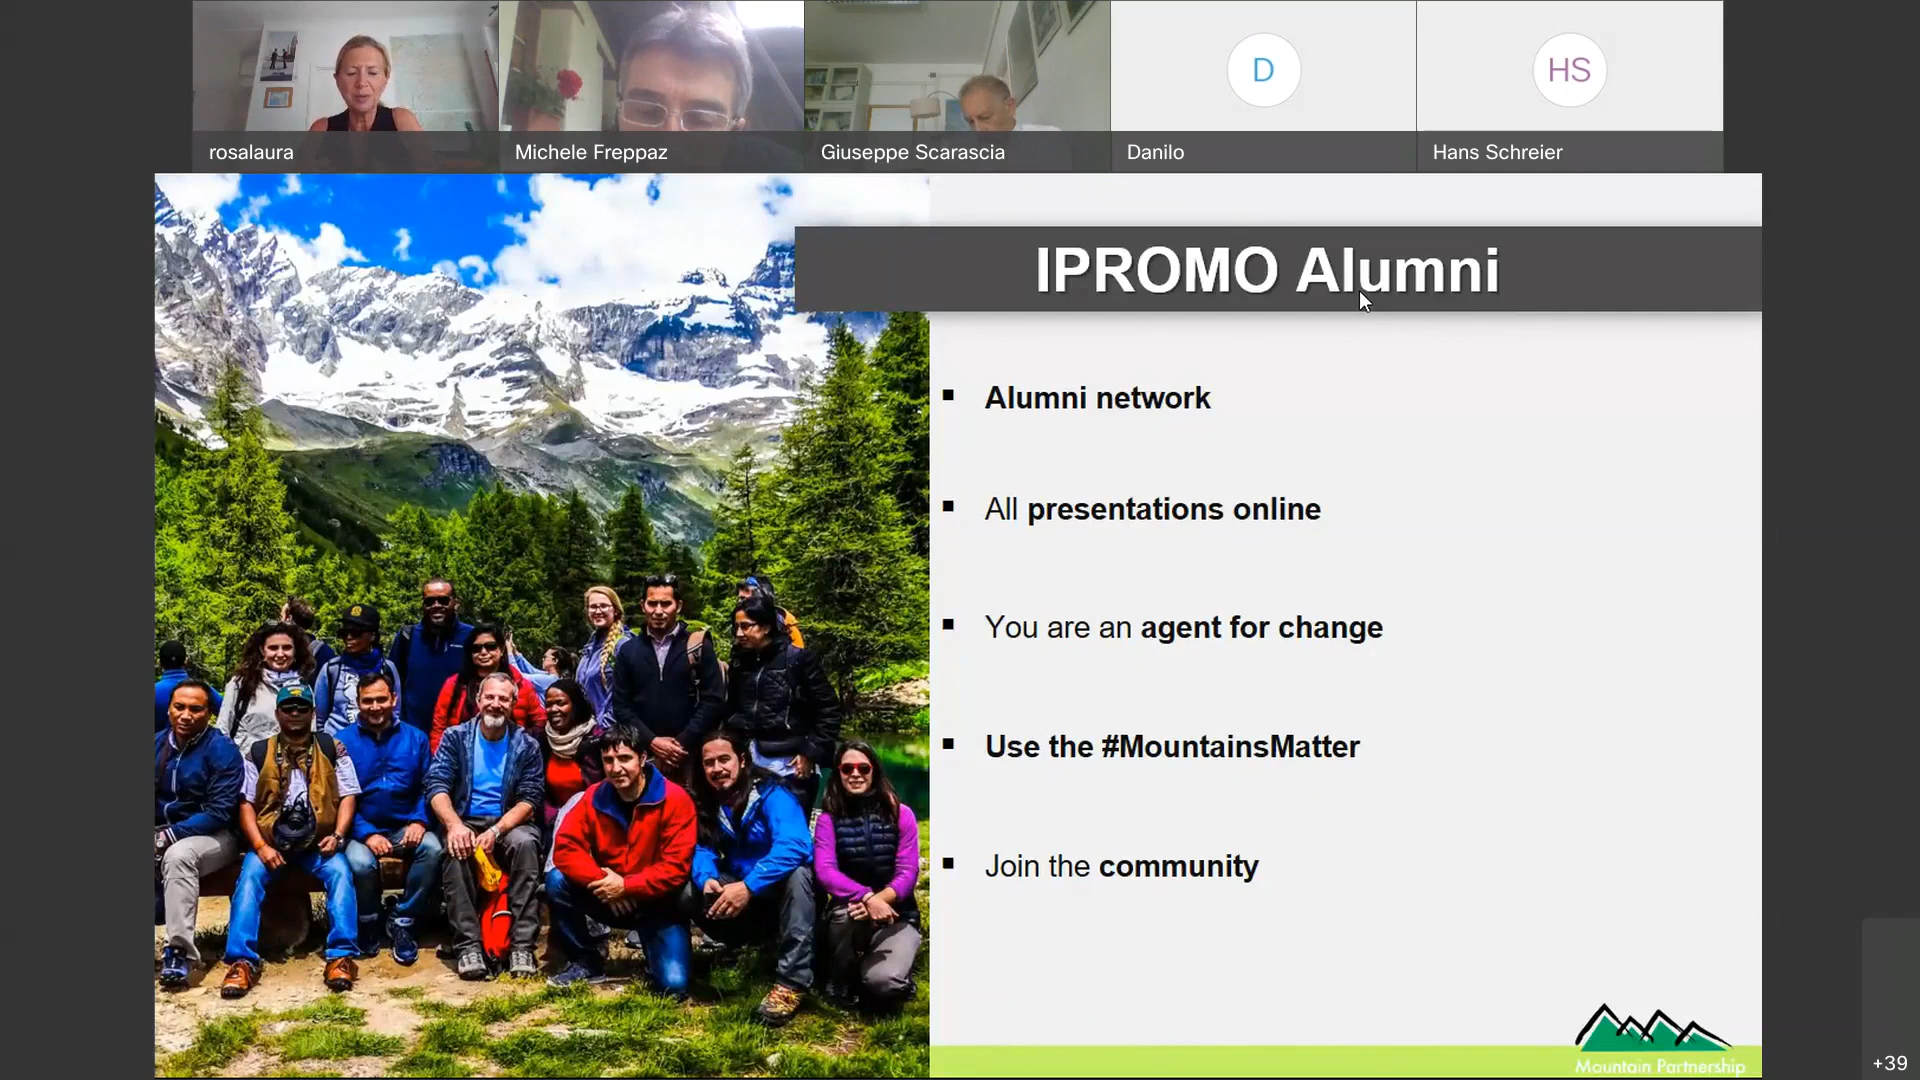 rosalaura
Michele Freppaz
Giuseppe Scarascia
D
Danilo
HS
Hans Schreier
IPROMO Alumni
▪ Alumni network
▪ All presentations online
▪ You are an agent for change
▪ Use the #MountainsMatter
▪ Join the community
Mountain Partnership
+39